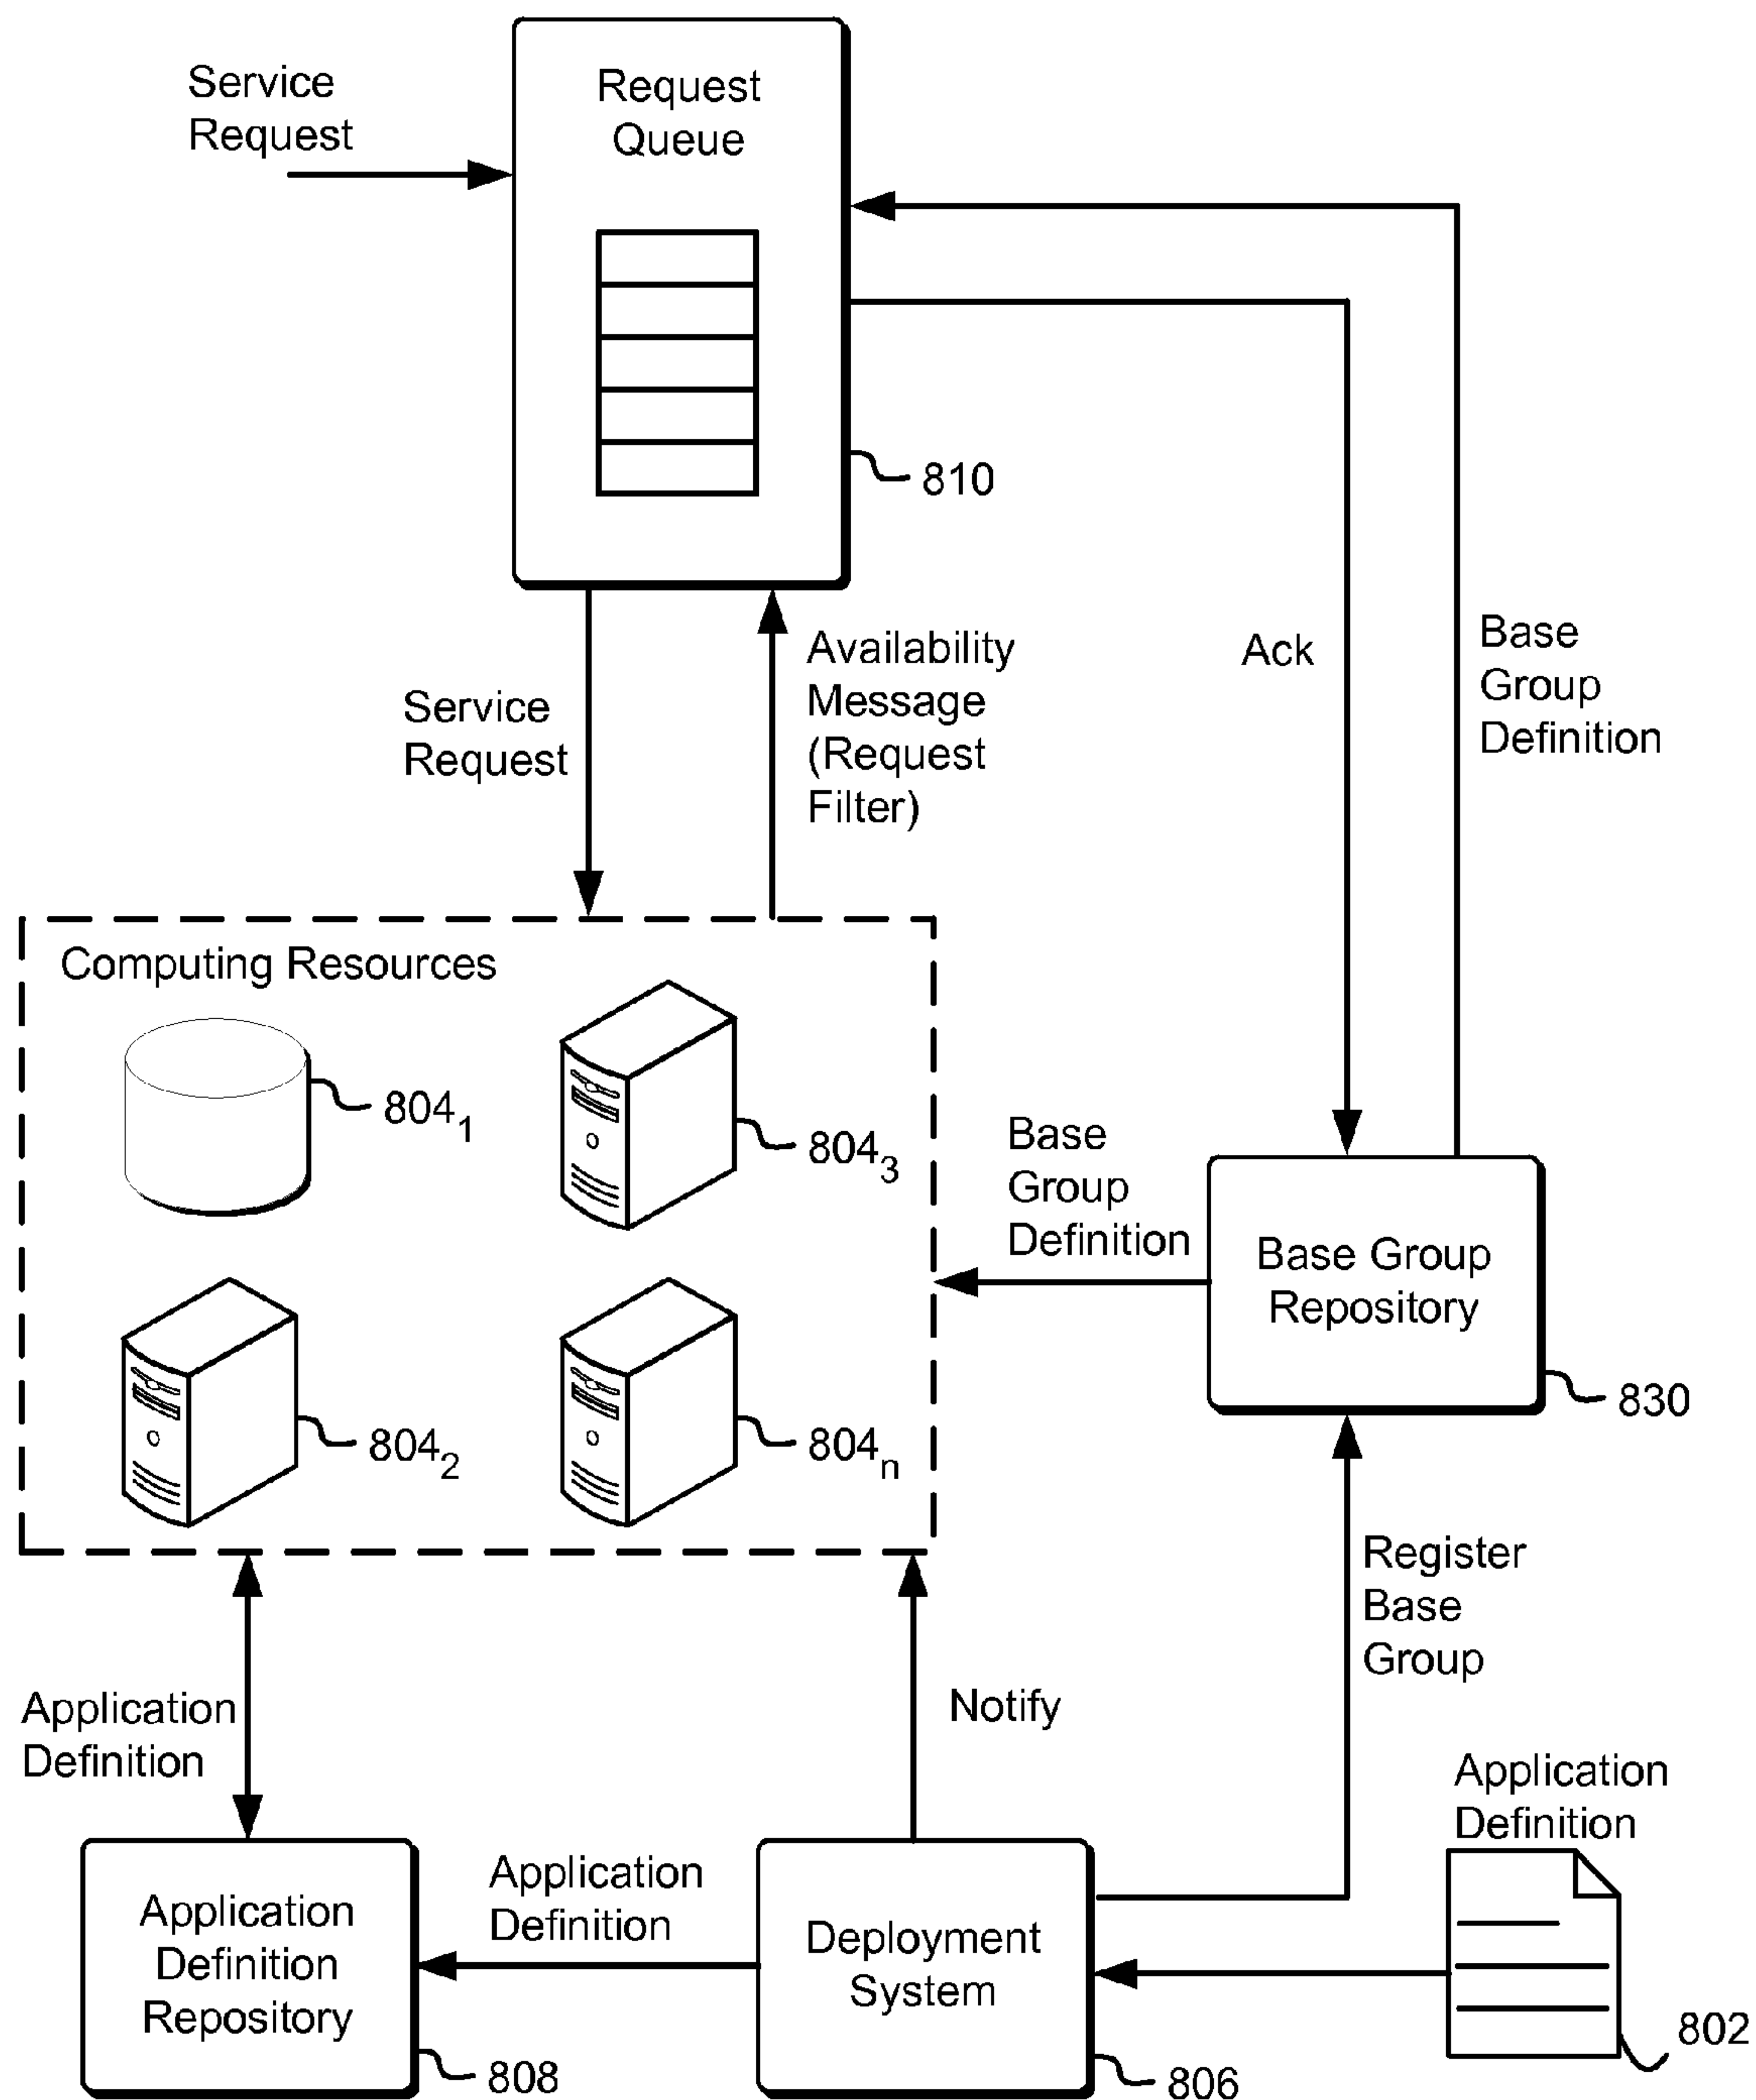 Service
Request
Request
Queue
810
Service
Request
Availability
Message
(Request
Filter)
Ack
Base
Group
Definition
Computing Resources
804₁
804₃
804₂
804ₙ
Base
Group
Definition
Base Group
Repository
830
Register
Base
Group
Application
Definition
Notify
Application
Definition
Application
Definition
Repository
808
Application
Definition
Deployment
System
806
802